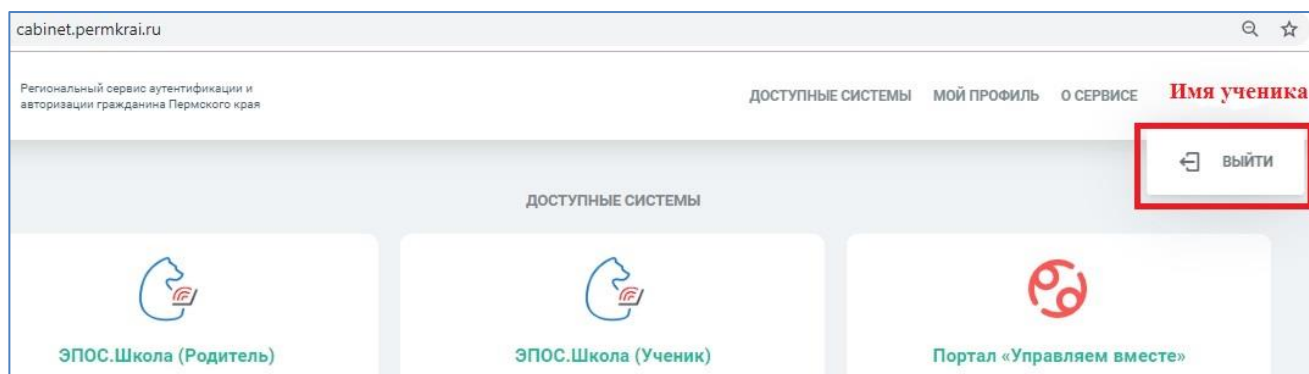 cabinet.permkrai.ru
Региональный сервис аутентификации и
авторизации гражданина Пермского края
ДОСТУПНЫЕ СИСТЕМЫ МОЙ ПРОФИЛЬ О СЕРВИСЕ Имя ученика
ВЫЙТИ
ДОСТУПНЫЕ СИСТЕМЫ
ЭПОС.Школа (Родитель) ЭПОС.Школа (Ученик) Портал «Управляем вместе»